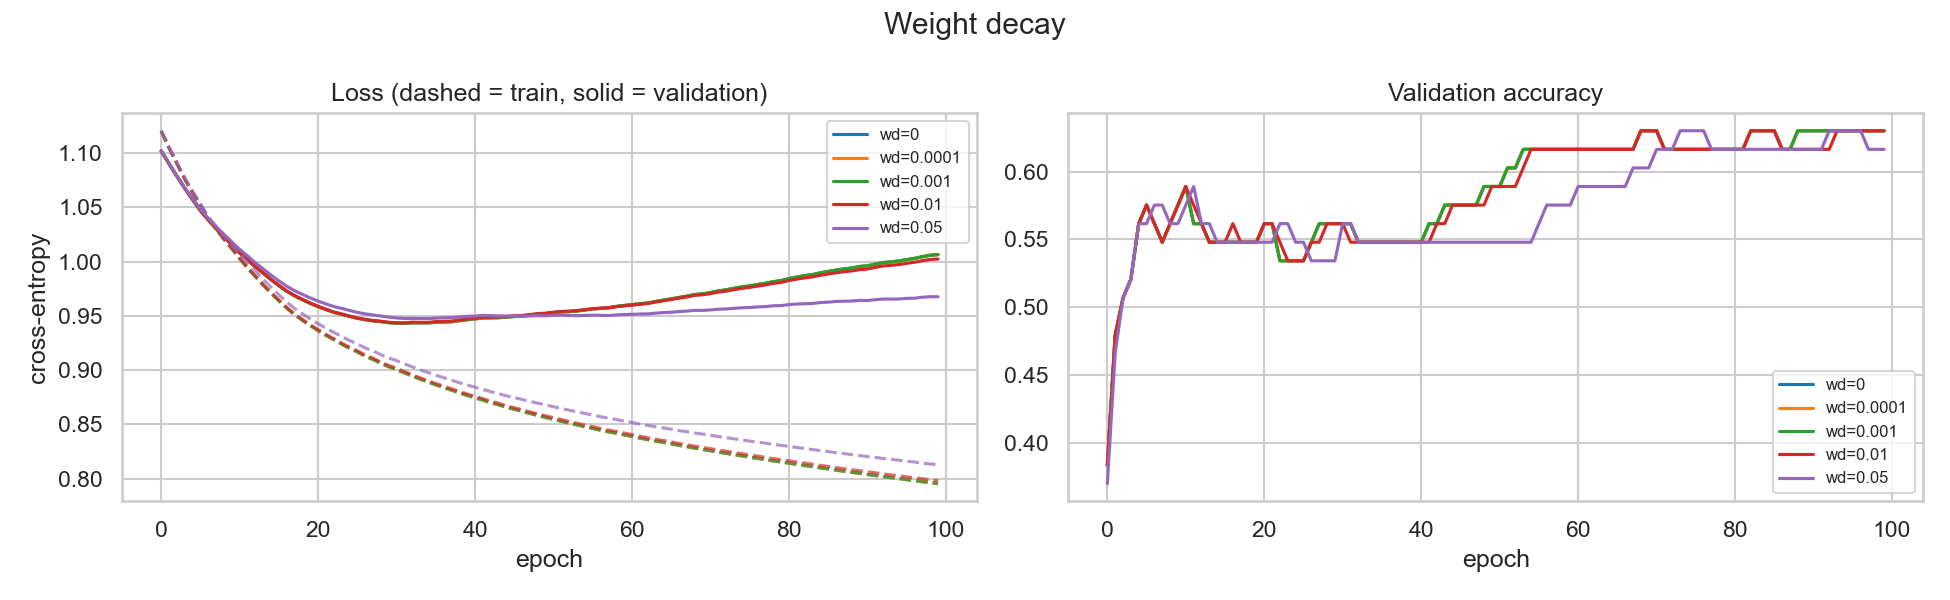 Weight decay
Loss (dashed = train, solid = validation)
cross-entropy
1.10
1.05
1.00
0.95
0.90
0.85
0.80
wd=0
wd=0.0001
wd=0.001
wd=0.01
wd=0.05
0 20 40 60 80 100
epoch
Validation accuracy
0.60
0.55
0.50
0.45
0.40
wd=0
wd=0.0001
wd=0.001
wd=0.01
wd=0.05
0 20 40 60 80 100
epoch